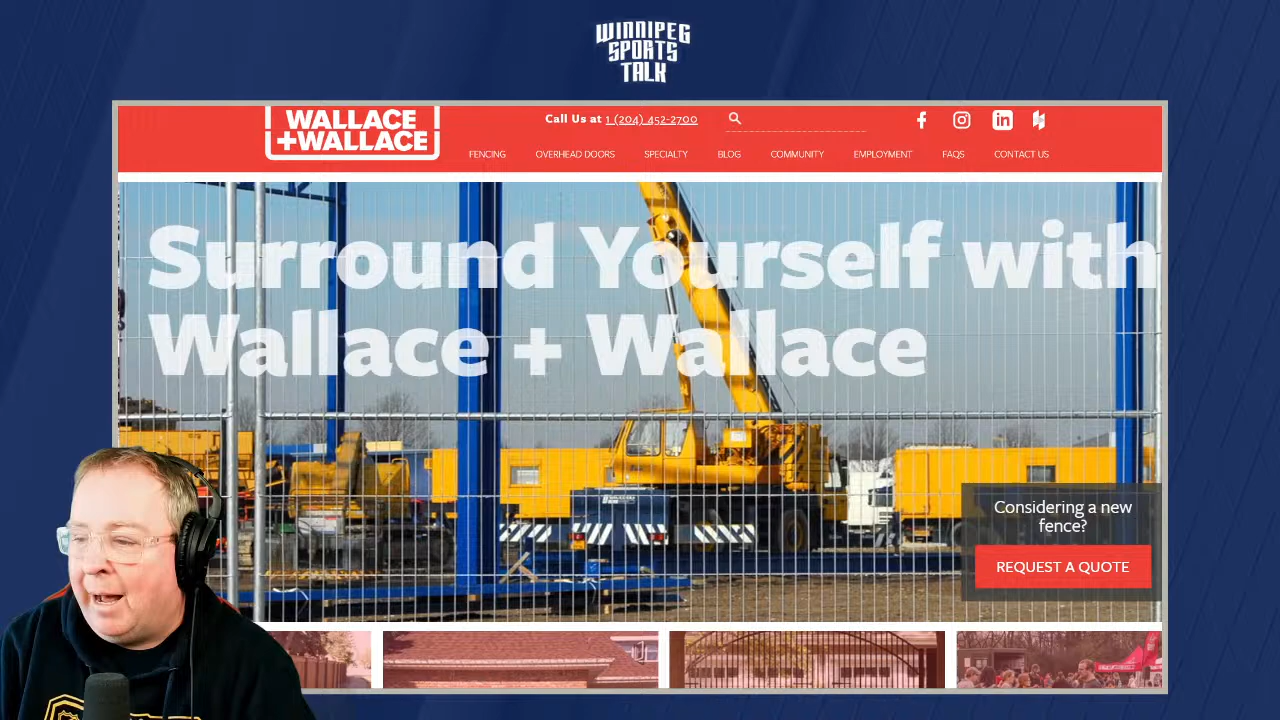 WINNIPEG
SPORTS
TALK
WALLACE
+WALLACE
Call Us at 1 (204) 452-2700
FENCING OVERHEAD DOORS SPECIALTY BLOG COMMUNITY EMPLOYMENT FAQS CONTACT US
Surround Yourself with
Wallace + Wallace
Considering a new
fence?
REQUEST A QUOTE